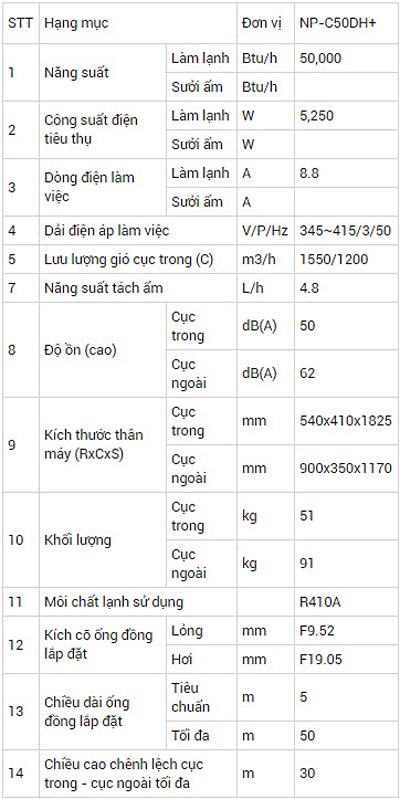 STT Hạng mục Đơn vị NP-C50DH+
1 Năng suất Làm lạnh Btu/h 50,000
Sưởi ấm Btu/h
2 Công suất điện tiêu thụ Làm lạnh W 5,250
Sưởi ấm W
3 Dòng điện làm việc Làm lạnh A 8.8
Sưởi ấm A
4 Dải điện áp làm việc V/P/Hz 345~415/3/50
5 Lưu lượng gió cục trong (C) m3/h 1550/1200
7 Năng suất tách ẩm L/h 4.8
8 Độ ồn (cao) Cục trong dB(A) 50
Cục ngoài dB(A) 62
9 Kích thước thân máy (RxCxS) Cục trong mm 540x410x1825
Cục ngoài mm 900x350x1170
10 Khối lượng Cục trong kg 51
Cục ngoài kg 91
11 Môi chất lạnh sử dụng R410A
12 Kích cỡ ống đồng lắp đặt Lỏng mm F9.52
Hơi mm F19.05
13 Chiều dài ống đồng lắp đặt Tiêu chuẩn m 5
Tối đa m 50
14 Chiều cao chênh lệch cục trong - cục ngoài tối đa m 30